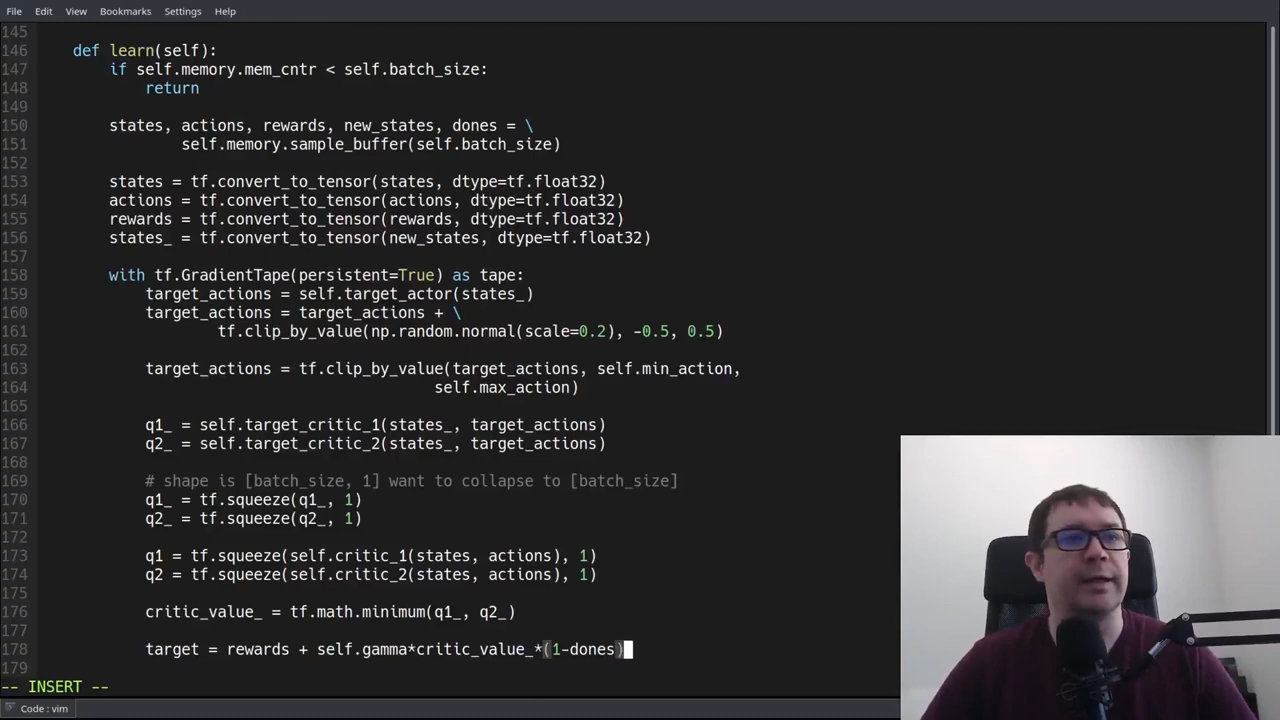 File Edit View Bookmarks Settings Help
145
146 def learn(self):
147 if self.memory.mem_cntr < self.batch_size:
148 return
149
150 states, actions, rewards, new_states, dones = \
151 self.memory.sample_buffer(self.batch_size)
152
153 states = tf.convert_to_tensor(states, dtype=tf.float32)
154 actions = tf.convert_to_tensor(actions, dtype=tf.float32)
155 rewards = tf.convert_to_tensor(rewards, dtype=tf.float32)
156 states_ = tf.convert_to_tensor(new_states, dtype=tf.float32)
157
158 with tf.GradientTape(persistent=True) as tape:
159 target_actions = self.target_actor(states_)
160 target_actions = target_actions + \
161 tf.clip_by_value(np.random.normal(scale=0.2), -0.5, 0.5)
162
163 target_actions = tf.clip_by_value(target_actions, self.min_action,
164 self.max_action)
165
166 q1_ = self.target_critic_1(states_, target_actions)
167 q2_ = self.target_critic_2(states_, target_actions)
168
169 # shape is [batch_size, 1] want to collapse to [batch_size]
170 q1_ = tf.squeeze(q1_, 1)
171 q2_ = tf.squeeze(q2_, 1)
172
173 q1 = tf.squeeze(self.critic_1(states, actions), 1)
174 q2 = tf.squeeze(self.critic_2(states, actions), 1)
175
176 critic_value_ = tf.math.minimum(q1_, q2_)
177
178 target = rewards + self.gamma*critic_value_*(1-dones)
179
-- INSERT --
Code : vim